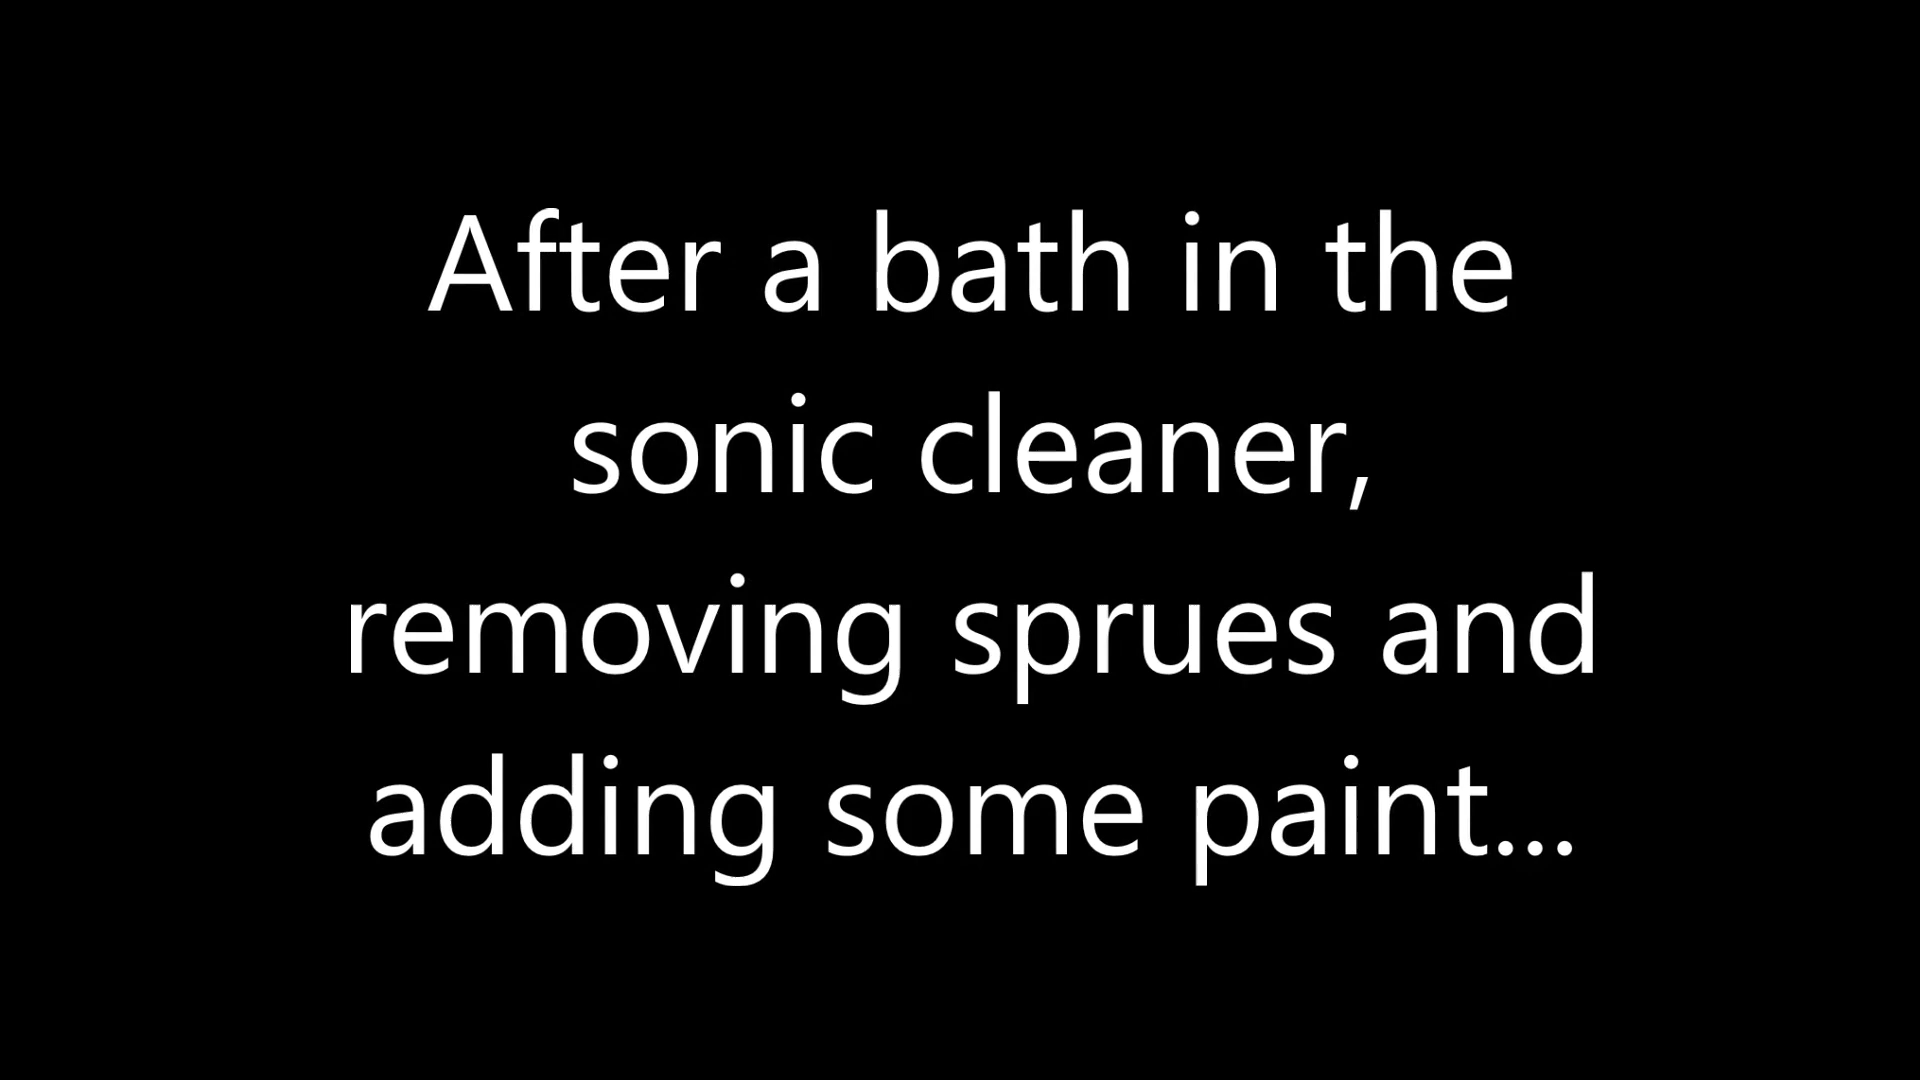 After a bath in the
sonic cleaner,
removing sprues and
adding some paint...